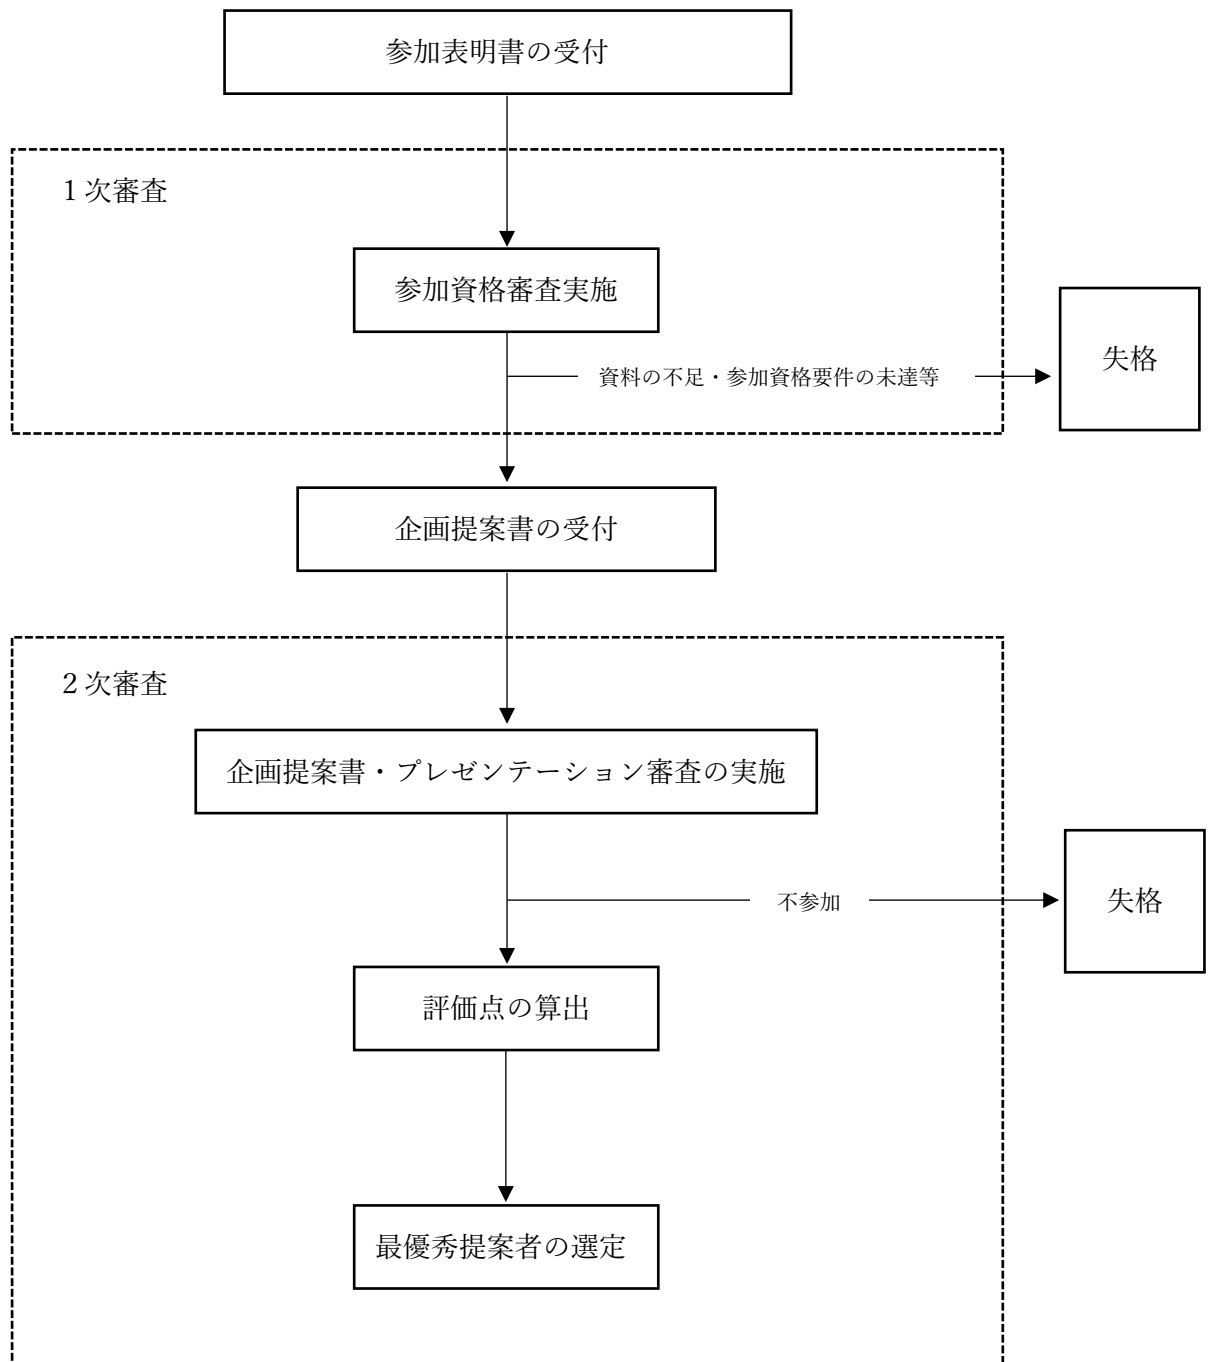 参加表明書の受付
１次審査
参加資格審査実施
資料の不足・参加資格要件の未達等
失格
企画提案書の受付
２次審査
企画提案書・プレゼンテーション審査の実施
不参加
失格
評価点の算出
最優秀提案者の選定